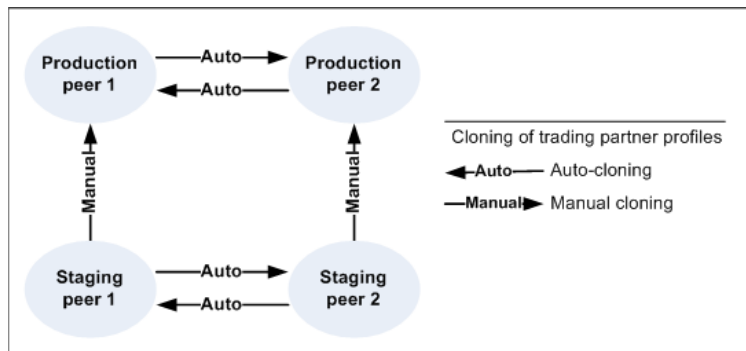 Production
peer 1
Auto
Auto
Production
peer 2
Manual
Manual
Staging
peer 1
Auto
Auto
Staging
peer 2
Cloning of trading partner profiles
Auto Auto-cloning
Manual Manual cloning